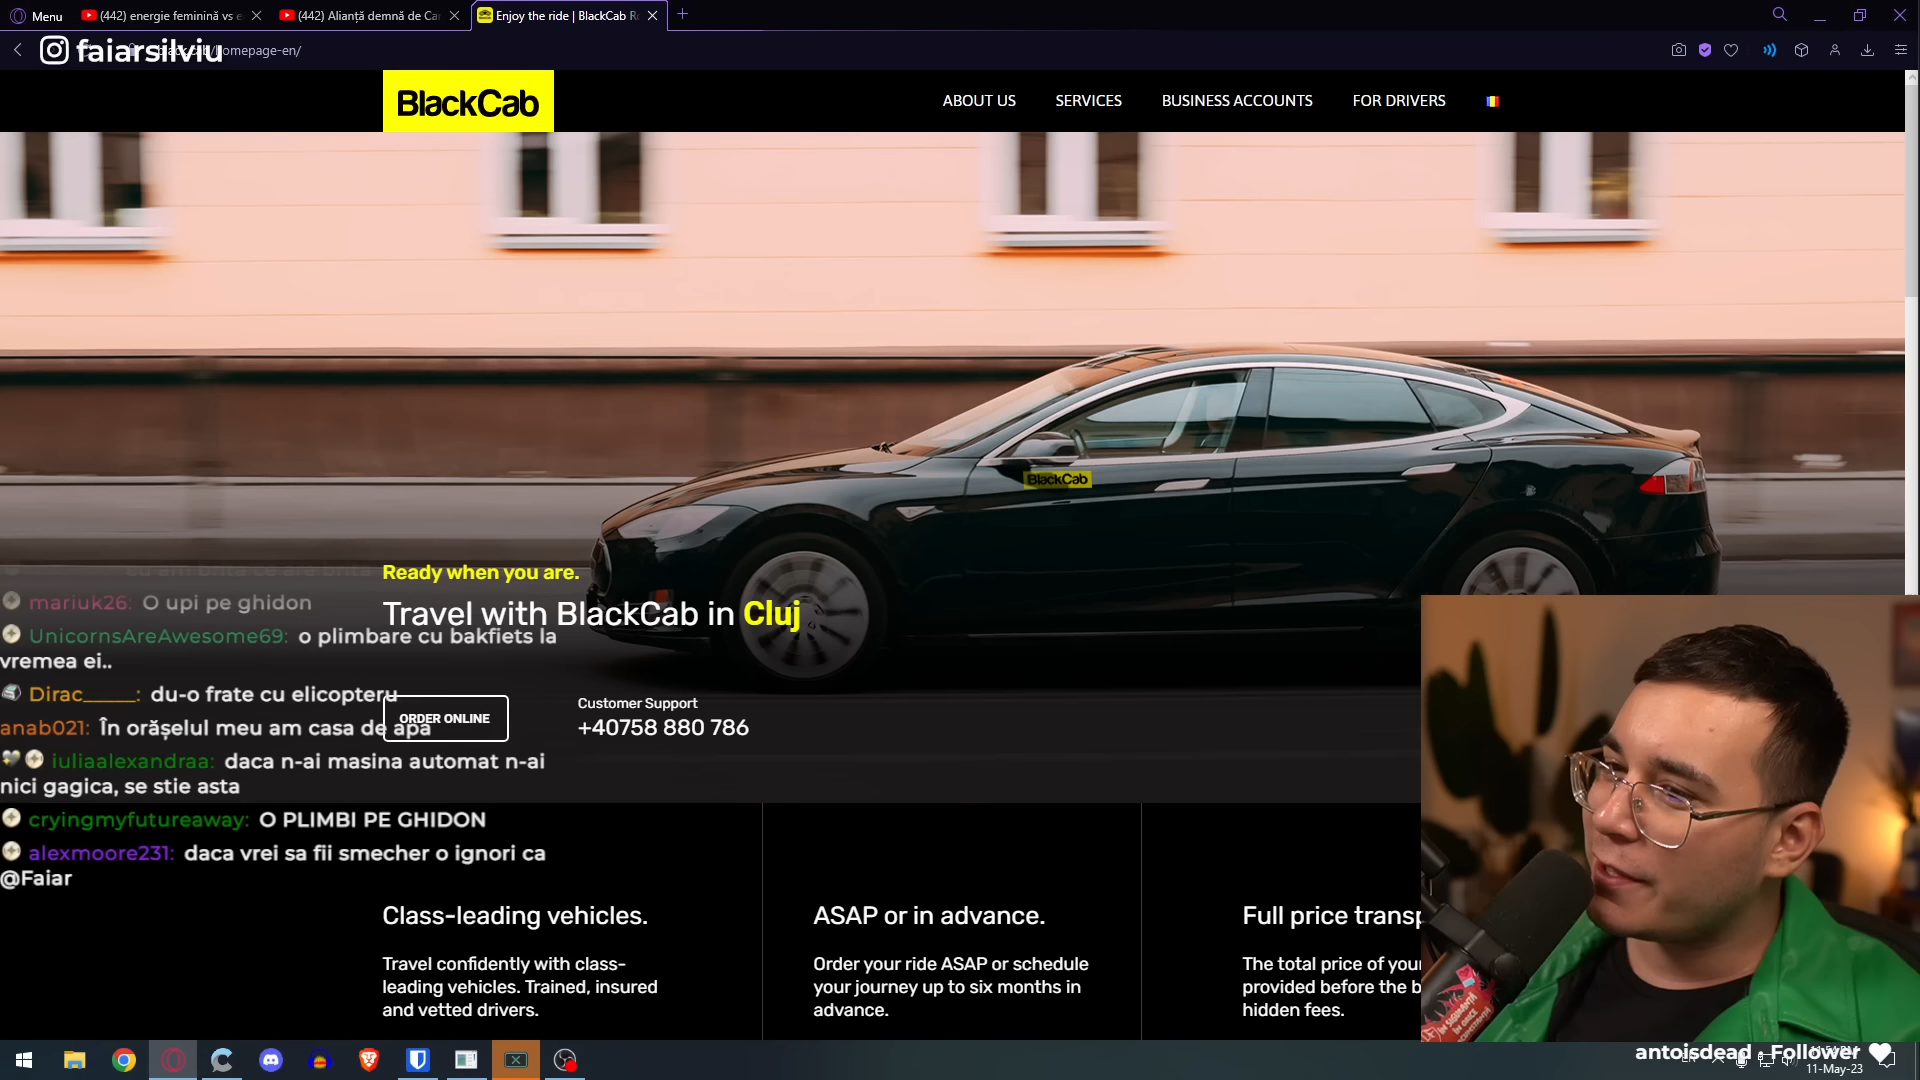 Menu
(442) energie feminină vs e
(442) Alianță demnă de Car
Enjoy the ride | BlackCab Ro
faiarsilviu
homepage-en/
BlackCab
ABOUT US
SERVICES
BUSINESS ACCOUNTS
FOR DRIVERS
BlackCab
Ready when you are.
Travel with BlackCab in Cluj
ORDER ONLINE
Customer Support
+40758 880 786
mariuk26: O upi pe ghidon
UnicornsAreAwesome69: o plimbare cu bakfiets la
vremea ei..
Dirac_____: du-o frate cu elicopteru
anab021: În orășelul meu am casa de apa
iuliaalexandraa: daca n-ai masina automat n-ai
nici gagica, se stie asta
cryingmyfutureaway: O PLIMBI PE GHIDON
alexmoore231: daca vrei sa fii smecher o ignori ca
@Faiar
Class-leading vehicles.
Travel confidently with class-
leading vehicles. Trained, insured
and vetted drivers.
ASAP or in advance.
Order your ride ASAP or schedule
your journey up to six months in
advance.
Full price transp
The total price of your
provided before the b
hidden fees.
antoisdead - Follower
11-May-23